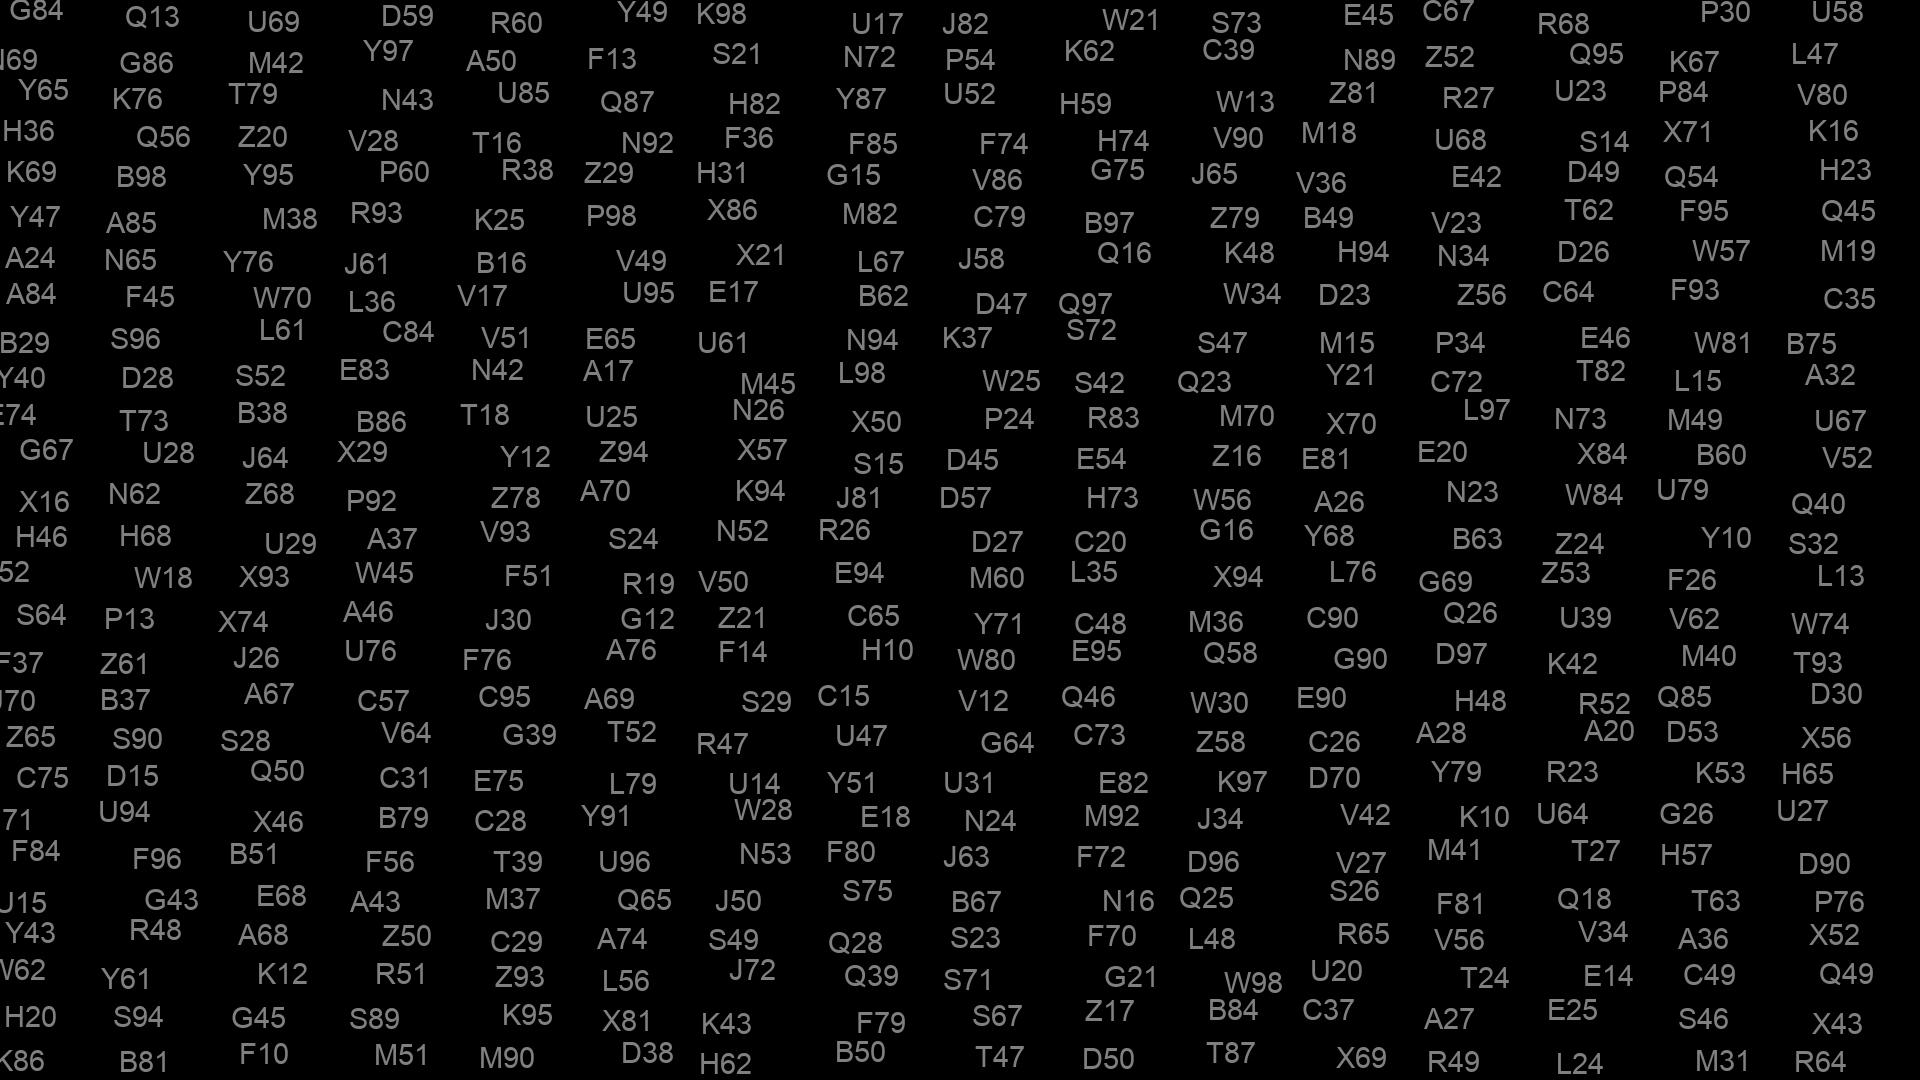 G84 Q13 U69 D59 R60 Y49 K98 U17 J82 W21 S73 E45 C67 R68 P30 U58
N69 G86 M42 Y97 A50 F13 S21 N72 P54 K62 C39 N89 Z52 Q95 K67 L47
Y65 K76 T79 N43 U85 Q87 H82 Y87 U52 H59 W13 Z81 R27 U23 P84 V80
H36 Q56 Z20 V28 T16 N92 F36 F85 F74 H74 V90 M18 U68 S14 X71 K16
K69 B98 Y95 P60 R38 Z29 H31 G15 V86 G75 J65 V36 E42 D49 Q54 H23
Y47 A85 M38 R93 K25 P98 X86 M82 C79 B97 Z79 B49 V23 T62 F95 Q45
A24 N65 Y76 J61 B16 V49 X21 L67 J58 Q16 K48 H94 N34 D26 W57 M19
A84 F45 W70 L36 V17 U95 E17 B62 D47 Q97 W34 D23 Z56 C64 F93 C35
B29 S96 L61 C84 V51 E65 U61 N94 K37 S72 S47 M15 P34 E46 W81 B75
Y40 D28 S52 E83 N42 A17 M45 L98 W25 S42 Q23 Y21 C72 T82 L15 A32
E74 T73 B38 B86 T18 U25 N26 X50 P24 R83 M70 X70 L97 N73 M49 U67
G67 U28 J64 X29 Y12 Z94 X57 S15 D45 E54 Z16 E81 E20 X84 B60 V52
X16 N62 Z68 P92 Z78 A70 K94 J81 D57 H73 W56 A26 N23 W84 U79 Q40
H46 H68 U29 A37 V93 S24 N52 R26 D27 C20 G16 Y68 B63 Z24 Y10 S32
52 W18 X93 W45 F51 R19 V50 E94 M60 L35 X94 L76 G69 Z53 F26 L13
S64 P13 X74 A46 J30 G12 Z21 C65 Y71 C48 M36 C90 Q26 U39 V62 W74
F37 Z61 J26 U76 F76 A76 F14 H10 W80 E95 Q58 G90 D97 K42 M40 T93
70 B37 A67 C57 C95 A69 S29 C15 V12 Q46 W30 E90 H48 R52 Q85 D30
Z65 S90 S28 V64 G39 T52 R47 U47 G64 C73 Z58 C26 A28 A20 D53 X56
C75 D15 Q50 C31 E75 L79 U14 Y51 U31 E82 K97 D70 Y79 R23 K53 H65
71 U94 X46 B79 C28 Y91 W28 E18 N24 M92 J34 V42 K10 U64 G26 U27
F84 F96 B51 F56 T39 U96 N53 F80 J63 F72 D96 V27 M41 T27 H57 D90
U15 G43 E68 A43 M37 Q65 J50 S75 B67 N16 Q25 S26 F81 Q18 T63 P76
Y43 R48 A68 Z50 C29 A74 S49 Q28 S23 F70 L48 R65 V56 V34 A36 X52
W62 Y61 K12 R51 Z93 L56 J72 Q39 S71 G21 W98 U20 T24 E14 C49 Q49
H20 S94 G45 S89 K95 X81 K43 F79 S67 Z17 B84 C37 A27 E25 S46 X43
K86 B81 F10 M51 M90 D38 H62 B50 T47 D50 T87 X69 R49 L24 M31 R64